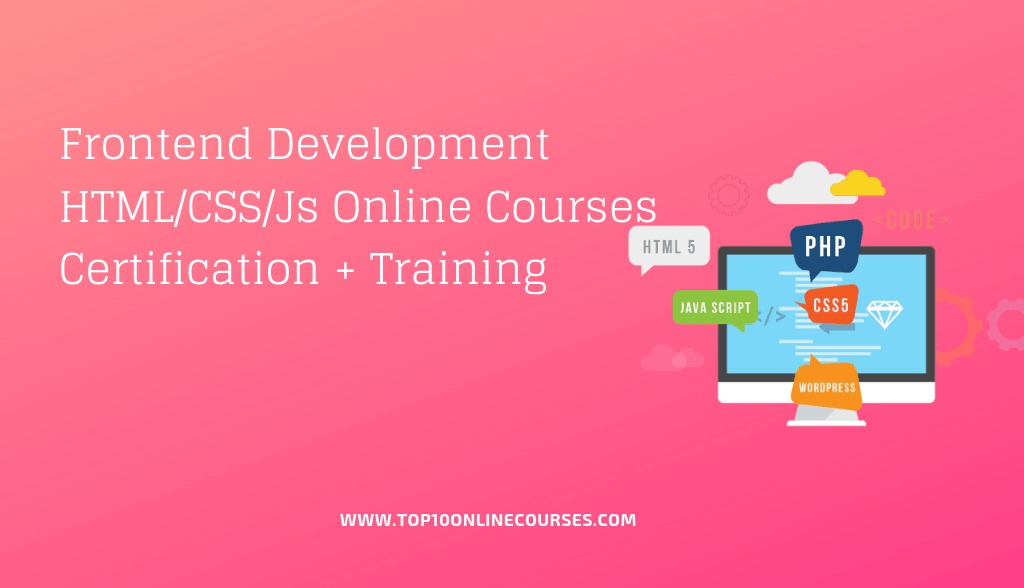 Frontend Development
HTML/CSS/Js Online Courses
Certification + Training
<CODE>
HTML 5
PHP
JAVA SCRIPT
</>
CSS5
WORDPRESS
WWW.TOP100NLINECOURSES.COM